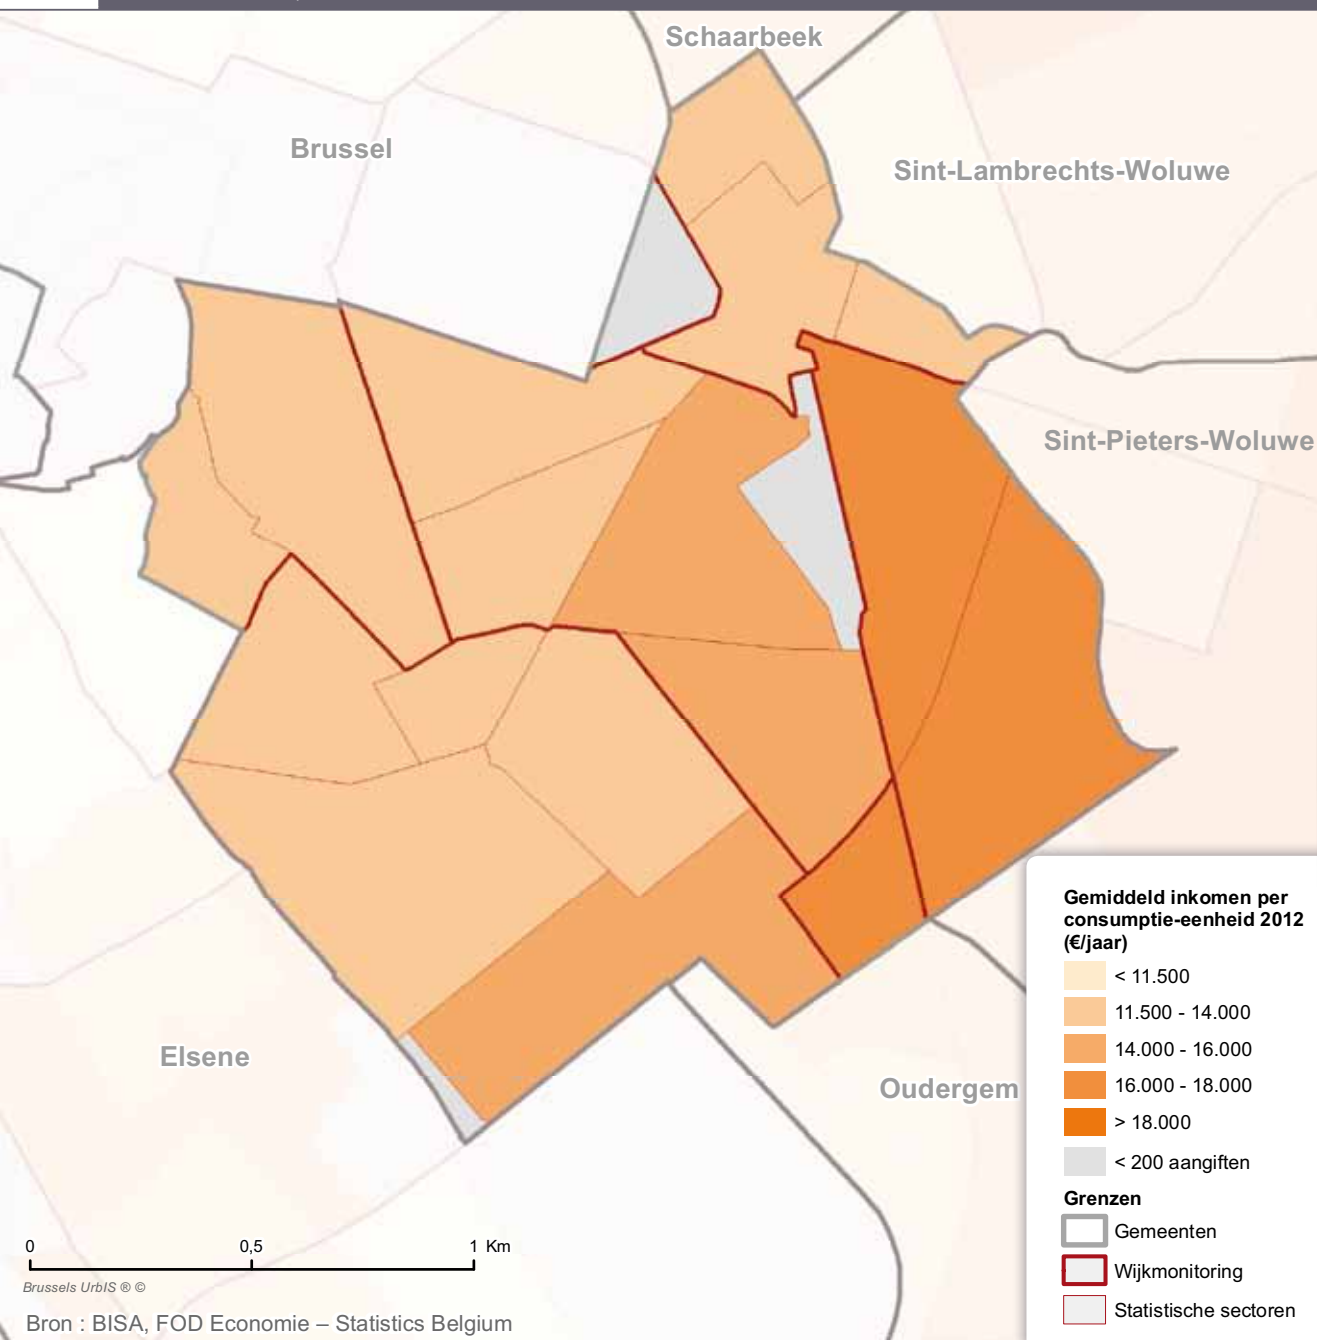 Schaarbeek
Brussel
Sint-Lambrechts-Woluwe
Sint-Pieters-Woluwe
Elsene
Oudergem
Gemiddeld inkomen per
consumptie-eenheid 2012
(€/jaar)
< 11.500
11.500 - 14.000
14.000 - 16.000
16.000 - 18.000
> 18.000
< 200 aangiften
Grenzen
Gemeenten
Wijkmonitoring
Statistische sectoren
0 0,5 1 Km
Brussels UrbIS ® ©
Bron : BISA, FOD Economie – Statistics Belgium